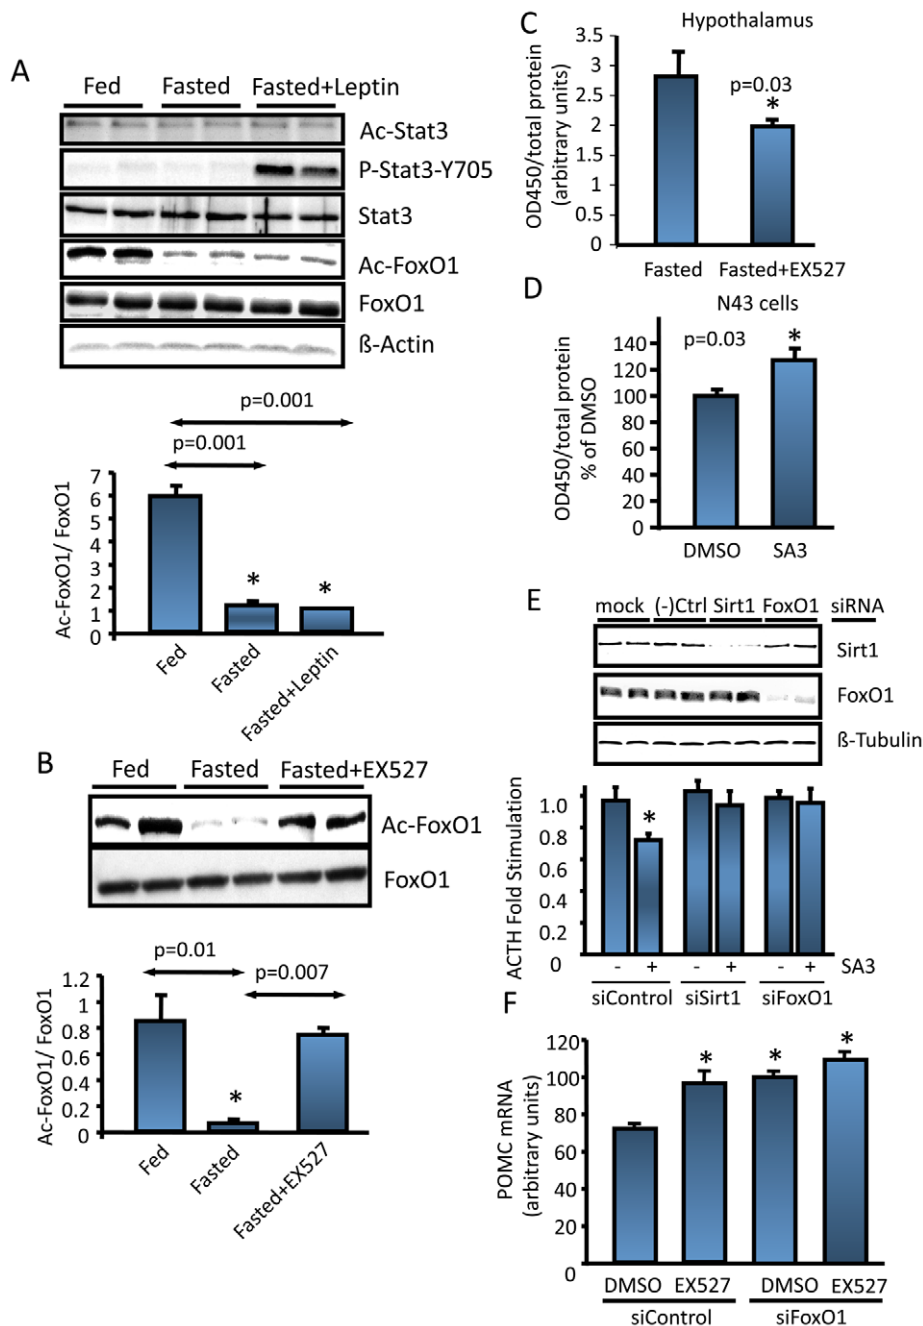 A
Fed Fasted Fasted+Leptin
Ac-Stat3
P-Stat3-Y705
Stat3
Ac-FoxO1
FoxO1
ß-Actin
p=0.001
p=0.001
Ac-FoxO1/ FoxO1
7
6
5
4
3
2
1
0
* *
Fed
Fasted
Fasted+Leptin
B
Fed Fasted Fasted+EX527
Ac-FoxO1
FoxO1
p=0.01
p=0.007
Ac-FoxO1/ FoxO1
1.2
1
0.8
0.6
0.4
0.2
0
*
Fed
Fasted
Fasted+EX527
C
Hypothalamus
OD450/total protein
(arbitrary units)
3.5
3
2.5
2
1.5
1
0.5
0
p=0.03
*
Fasted Fasted+EX527
D
N43 cells
OD450/total protein
% of DMSO
140
120
100
80
60
40
20
0
p=0.03
*
DMSO SA3
E
mock (-)Ctrl Sirt1 FoxO1 siRNA
Sirt1
FoxO1
ß-Tubulin
ACTH Fold Stimulation
1.0
0.8
0.6
0.4
0.2
0
*
- + - + - + SA3
siControl siSirt1 siFoxO1
F
POMC mRNA
(arbitrary units)
120
100
80
60
40
20
0
* * *
DMSO EX527 DMSO EX527
siControl siFoxO1